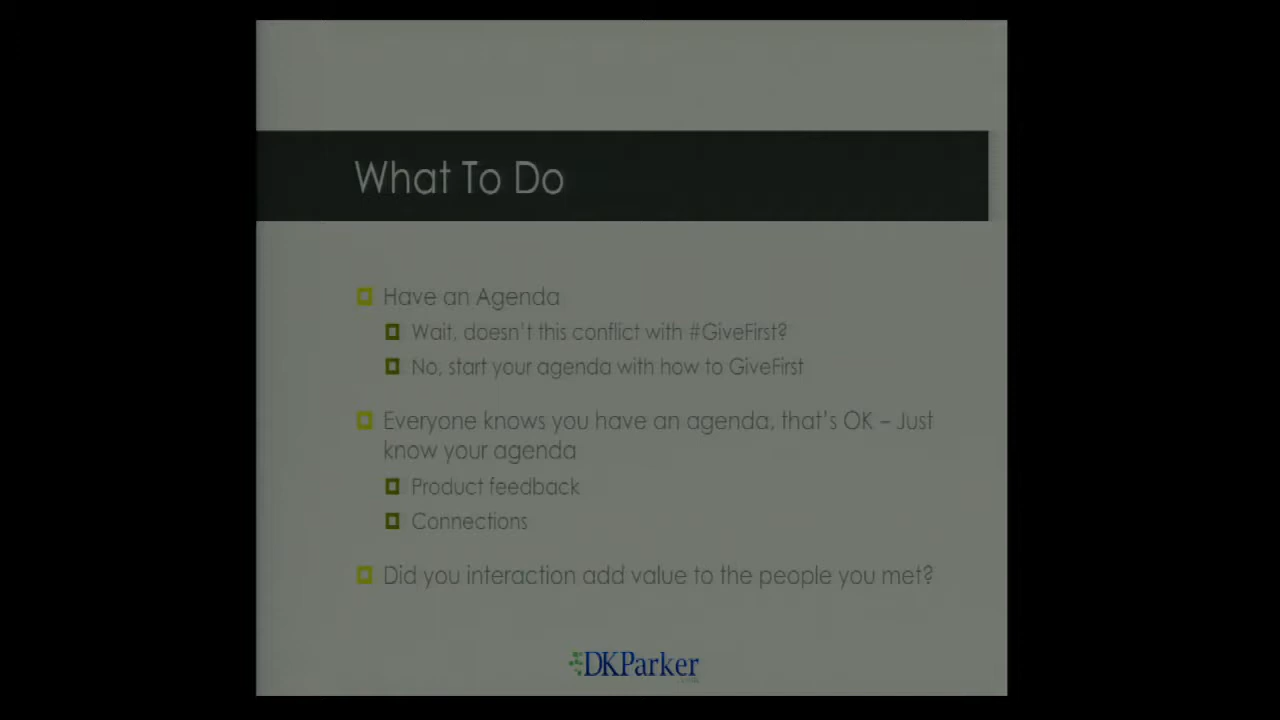 What To Do
Have an Agenda
Wait, doesn't this conflict with #GiveFirst?
No, start your agenda with how to GiveFirst
Everyone knows you have an agenda, that's OK – Just
know your agenda
Product feedback
Connections
Did you interaction add value to the people you met?
DKParker